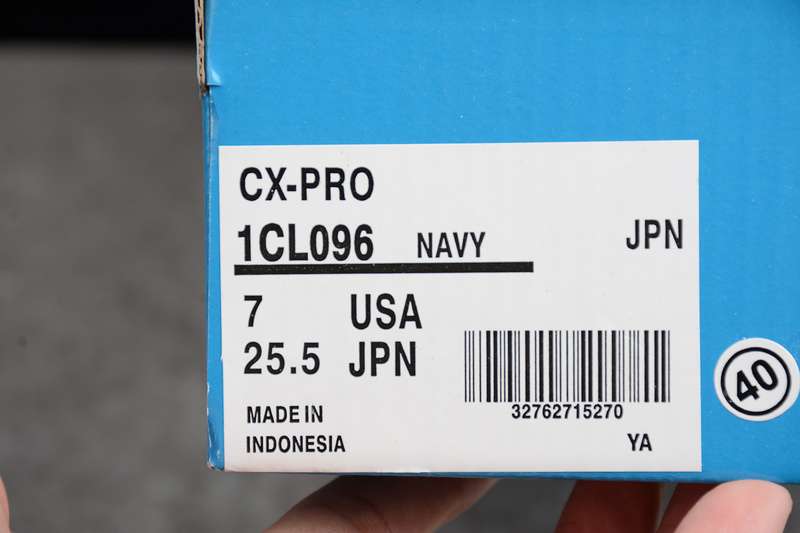 CX-PRO
1CL096 NAVY JPN
7 USA
25.5 JPN
32762715270
MADE IN
INDONESIA
YA
40